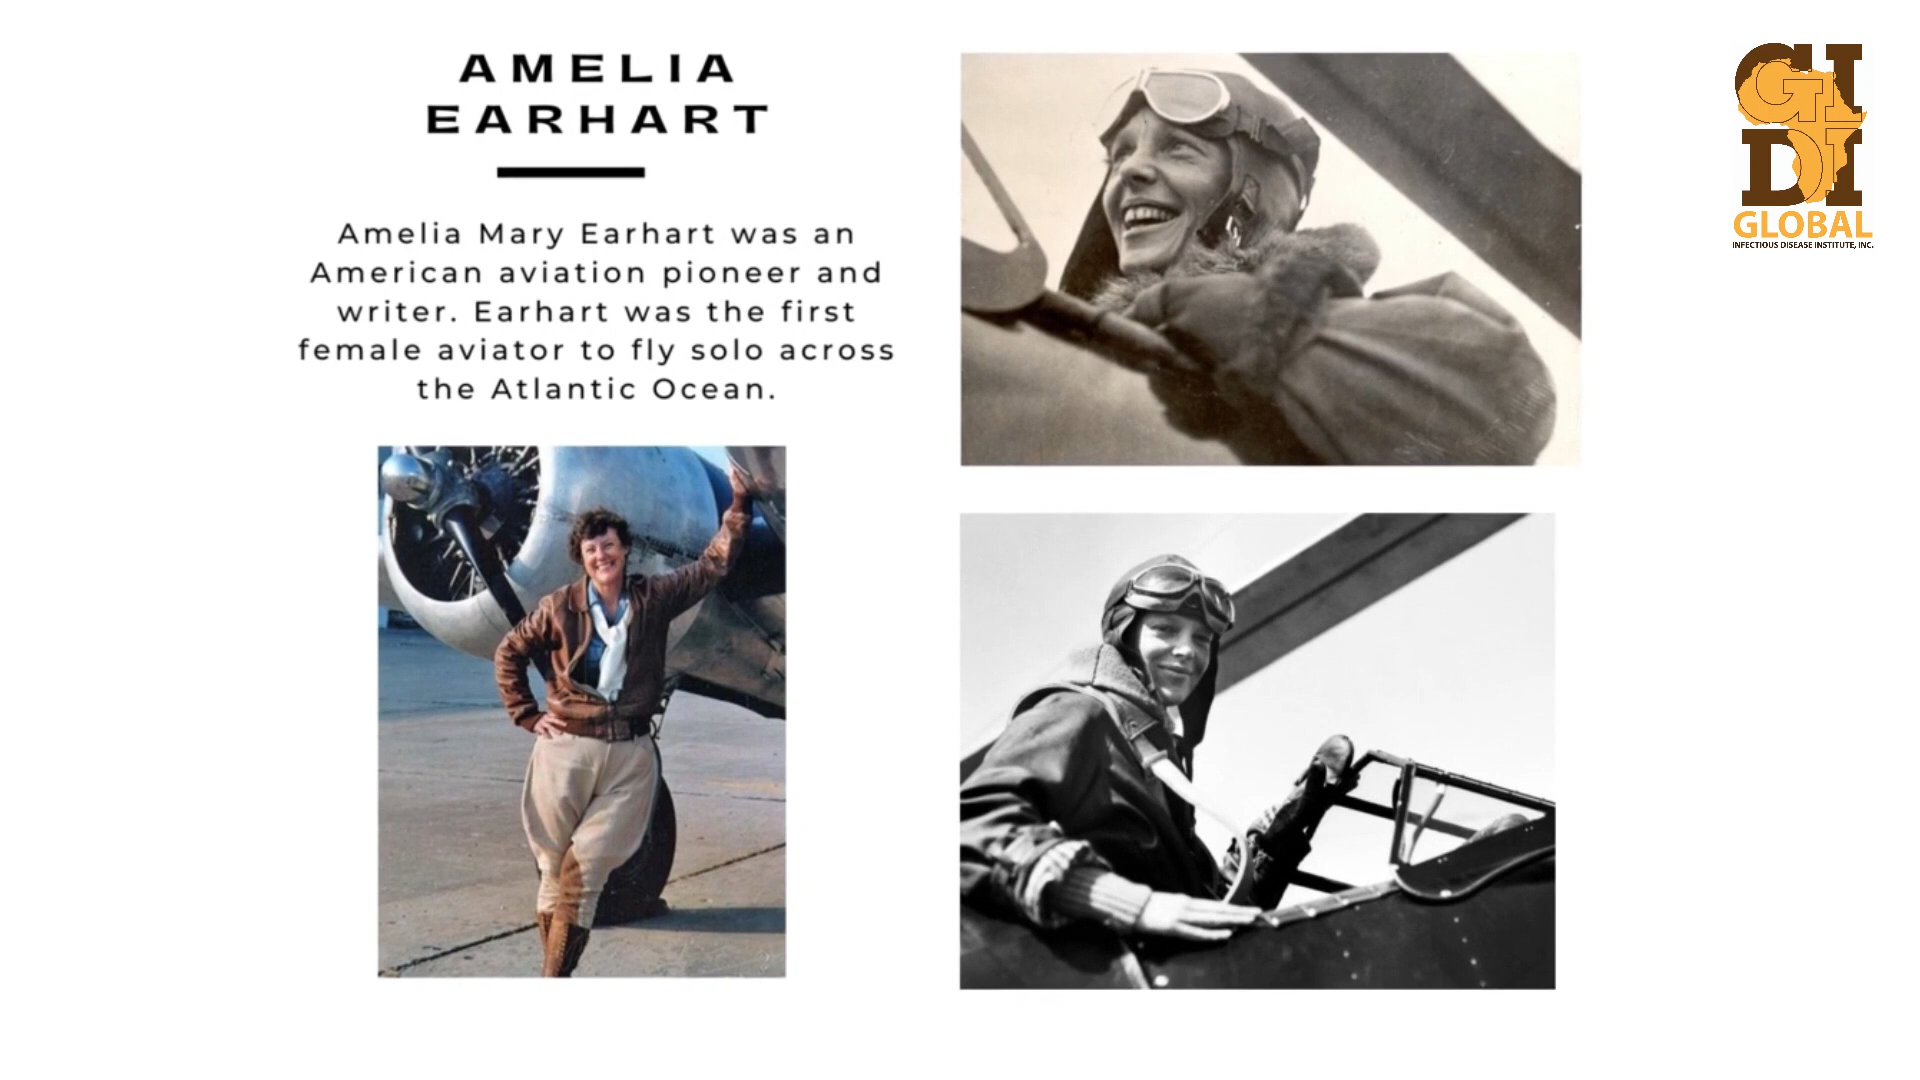 AMELIA
EARHART
Amelia Mary Earhart was an
American aviation pioneer and
writer. Earhart was the first
female aviator to fly solo across
the Atlantic Ocean.
GI
DI
GLOBAL
INFECTIOUS DISEASE INSTITUTE, INC.